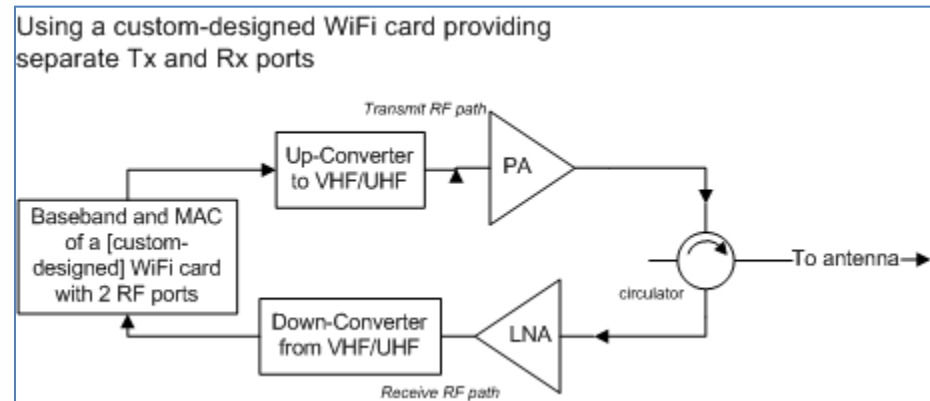 Using a custom-designed WiFi card providing
separate Tx and Rx ports
Transmit RF path
Up-Converter
to VHF/UHF
PA
Baseband and MAC
of a [custom-
designed] WiFi card
with 2 RF ports
To antenna
circulator
Down-Converter
from VHF/UHF
LNA
Receive RF path